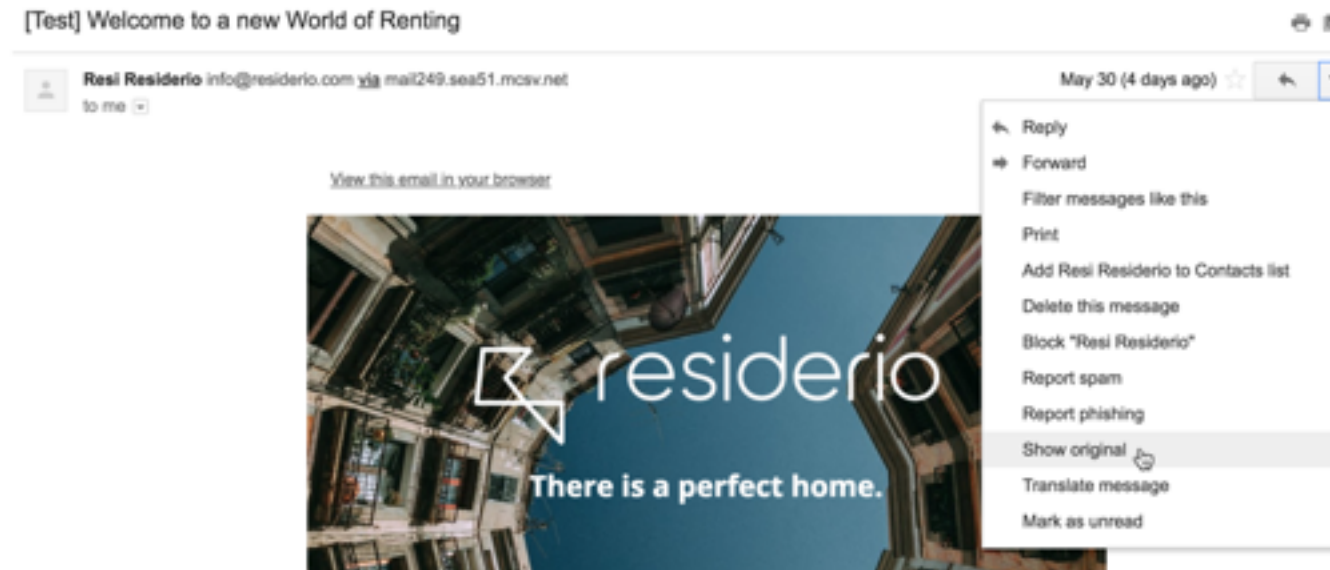 [Test] Welcome to a new World of Renting
Resi Residerio info@residerio.com via mail249.sea51.mcsv.net
May 30 (4 days ago)
to me
View this email in your browser
residerio
There is a perfect home.
Reply
Forward
Filter messages like this
Print
Add Resi Residerio to Contacts list
Delete this message
Block "Resi Residerio"
Report spam
Report phishing
Show original
Translate message
Mark as unread